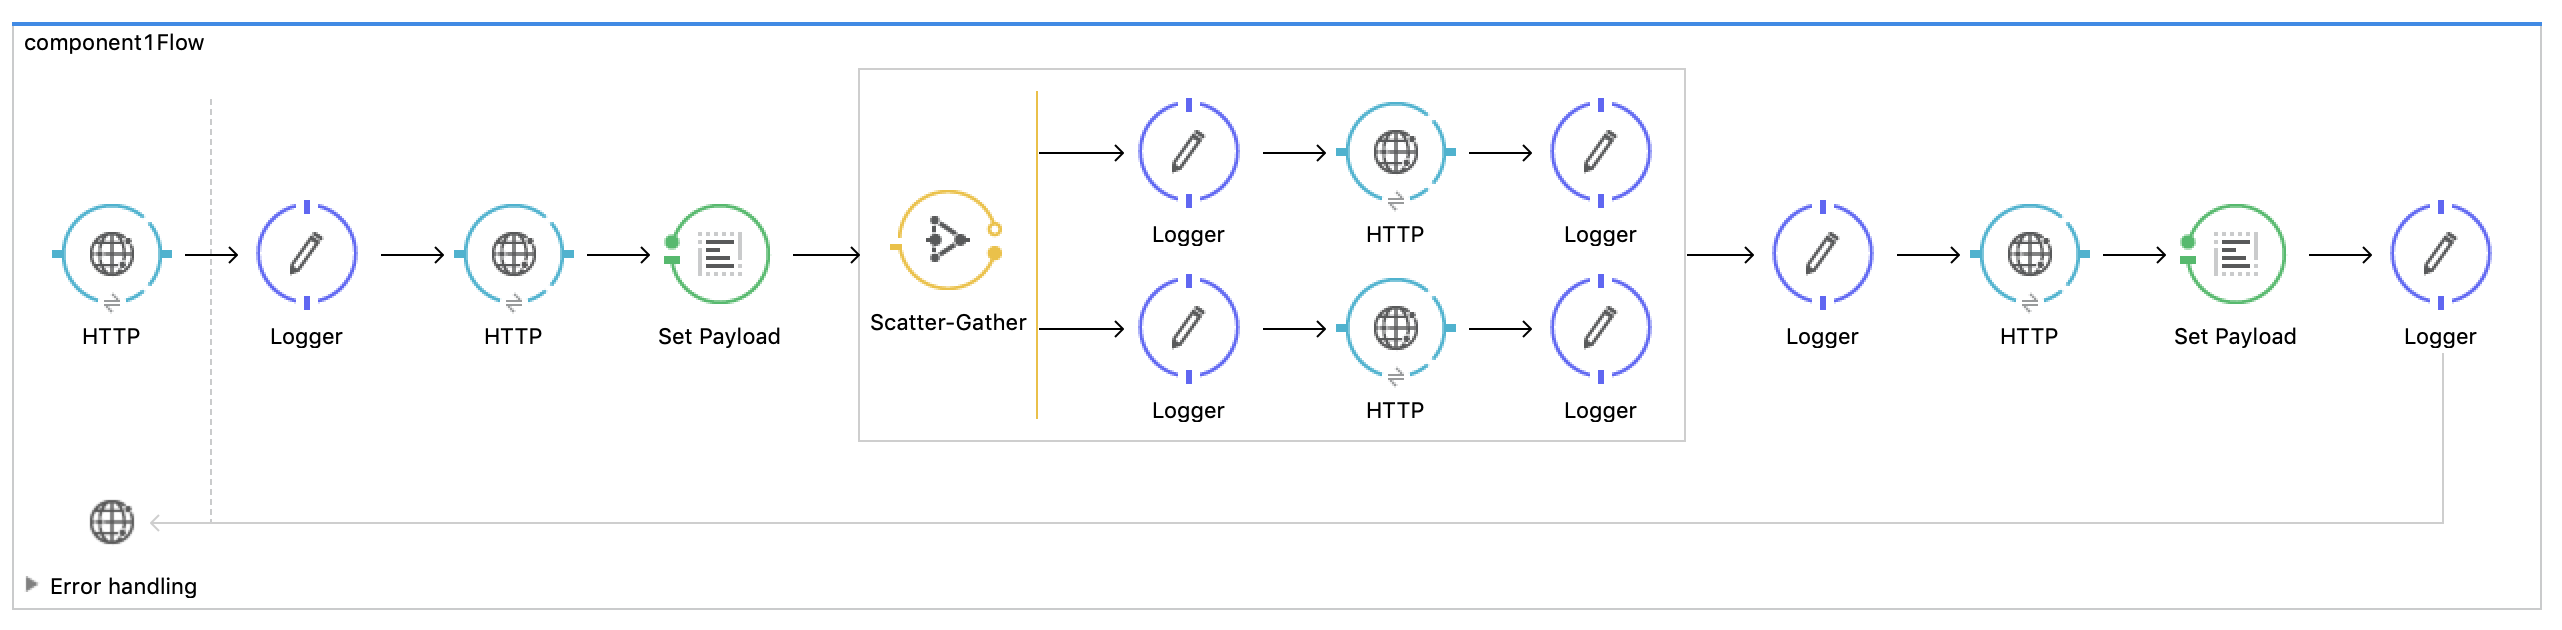 component1Flow
HTTP
Logger
HTTP
Set Payload
Scatter-Gather
Logger
HTTP
Logger
Logger
HTTP
Logger
Logger
HTTP
Set Payload
Logger
Error handling